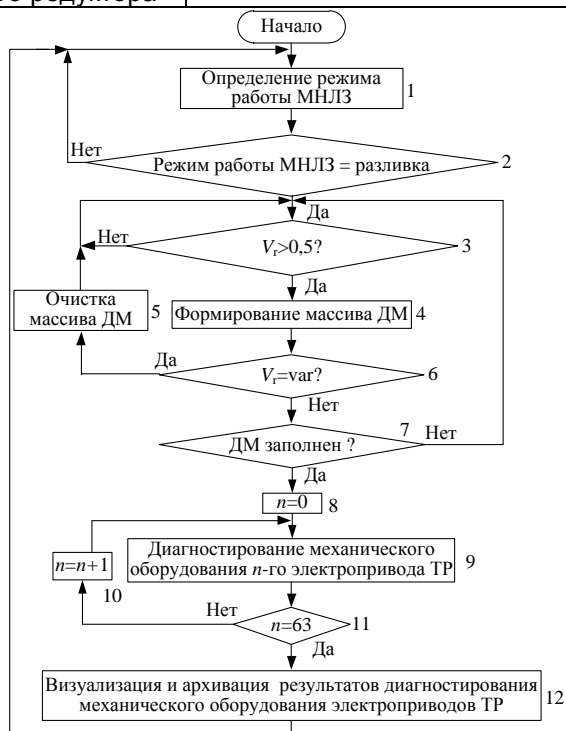 го редуктора
Начало
Определение режима
работы МНЛЗ
1
Нет
Режим работы МНЛЗ = разливка
2
Да
Нет
Vг>0,5?
3
Да
Очистка
массива ДМ
5
Формирование массива ДМ
4
Да
Vг=var?
6
Нет
ДМ заполнен ?
7
Нет
Да
n=0
8
n=n+1
10
Диагностирование механического
оборудования n-го электропривода ТР
9
Нет
n=63
11
Да
Визуализация и архивация результатов диагностирования
механического оборудования электроприводов ТР
12